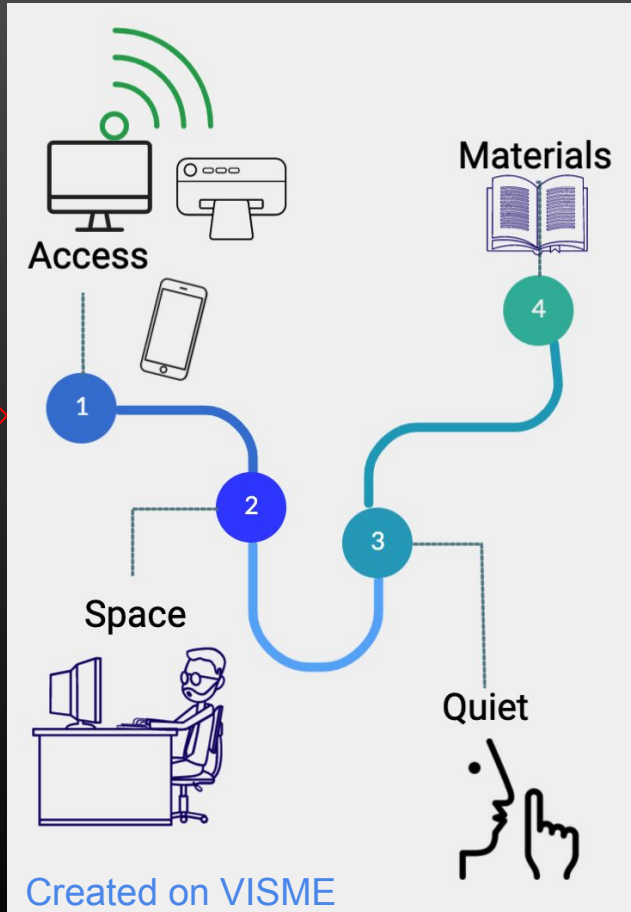 Access
1
2
Space
3
Quiet
4
Materials
Created on VISME